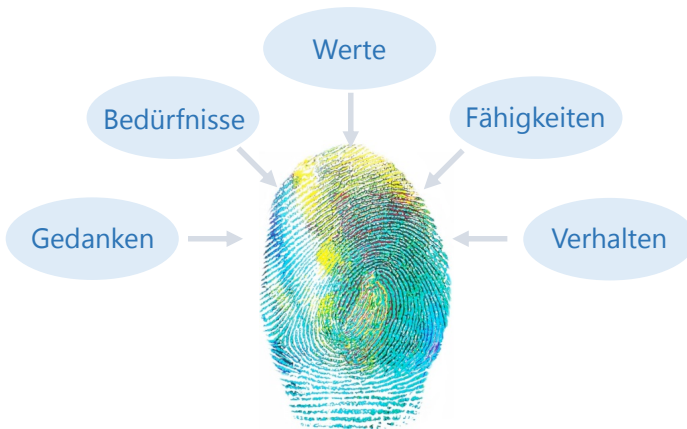 Werte
Bedürfnisse
Fähigkeiten
Gedanken
Verhalten